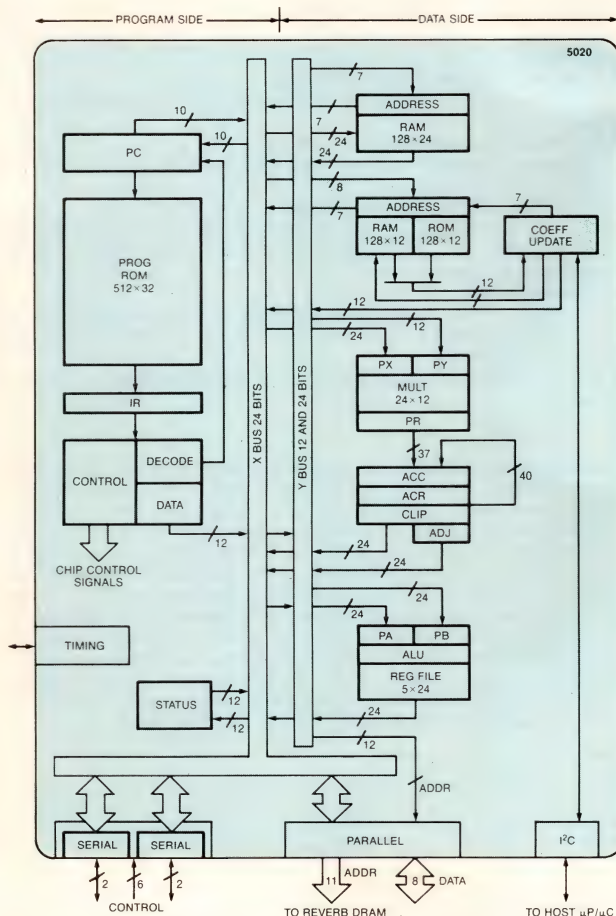 PROGRAM SIDE
DATA SIDE
5020
7
ADDRESS
7
24
RAM
128×24
24
8
ADDRESS
7
RAM
128×12
ROM
128×12
7
COEFF
UPDATE
12
12
12
24
PX
PY
MULT
24×12
PR
37
ACC
ACR
CLIP
ADJ
40
24
24
24
24
PA
PB
ALU
REG FILE
5×24
24
12
ADDR
10
10
PC
PROG
ROM
512×32
IR
CONTROL
DECODE
DATA
12
CHIP CONTROL
SIGNALS
TIMING
STATUS
12
12
X BUS 24 BITS
Y BUS 12 AND 24 BITS
SERIAL
SERIAL
PARALLEL
I²C
2
6
2
CONTROL
11
ADDR
8
DATA
TO REVERB DRAM
TO HOST µP/µC